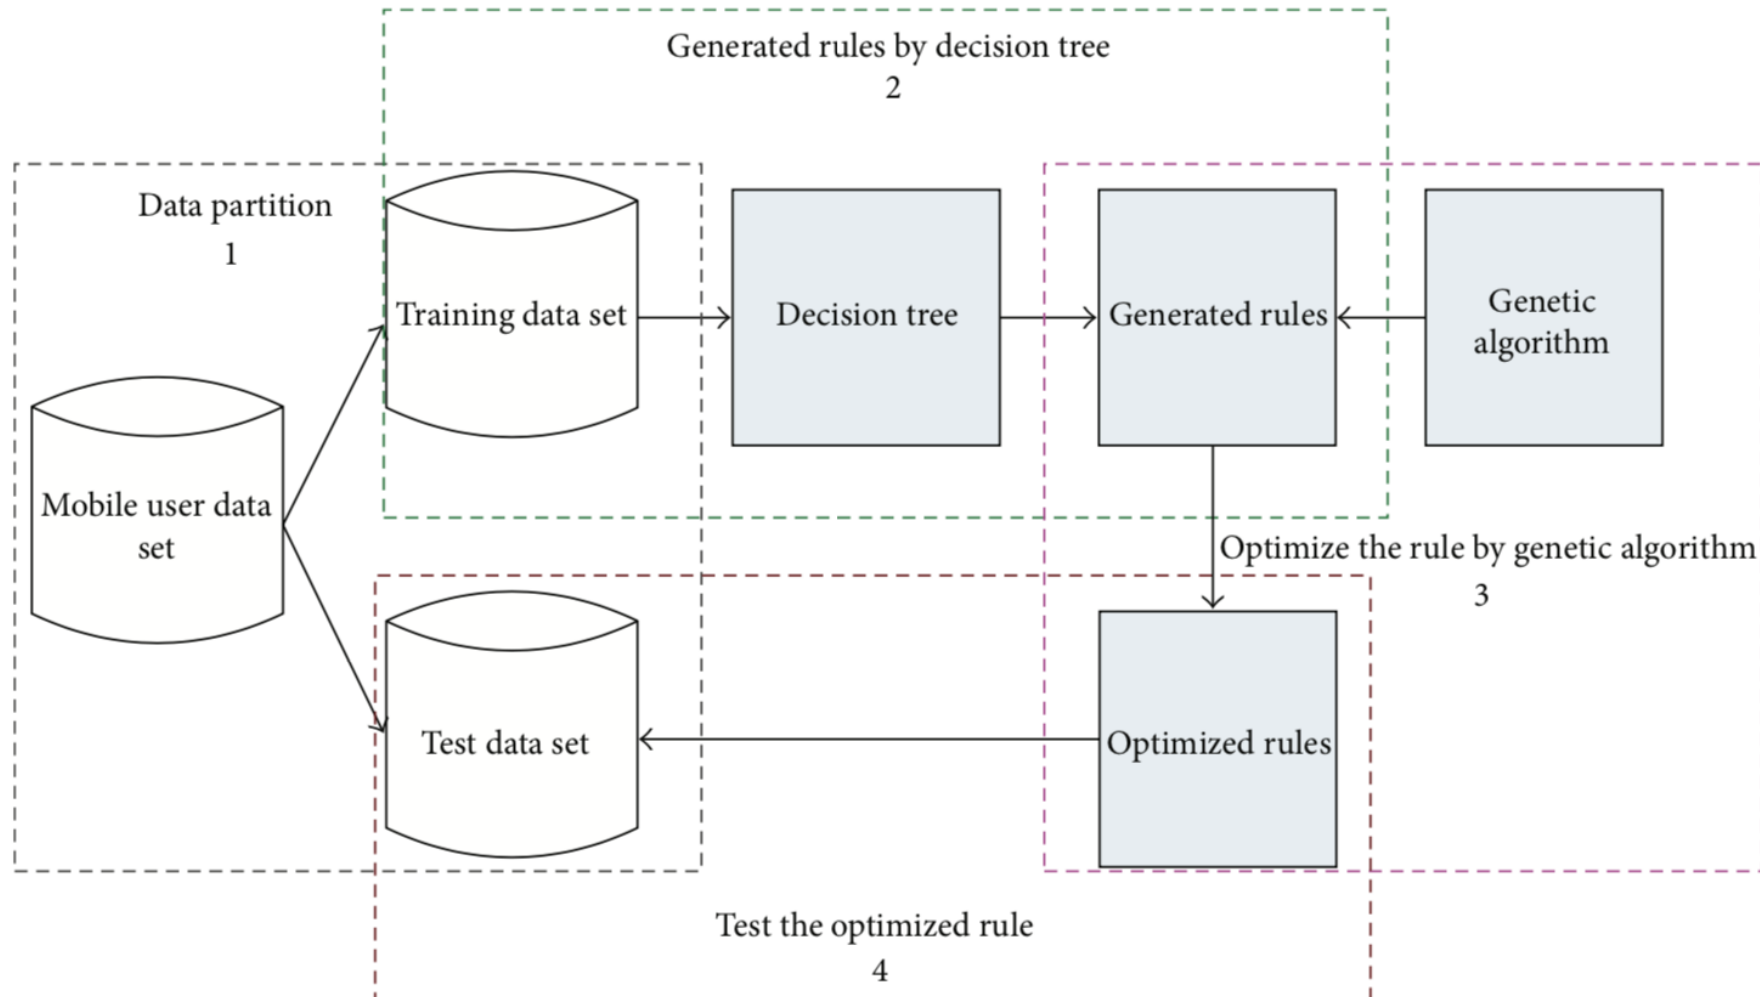 Generated rules by decision tree
2
Data partition
1
Training data set
Decision tree
Generated rules
Genetic
algorithm
Mobile user data
set
Optimize the rule by genetic algorithm
3
Test data set
Optimized rules
Test the optimized rule
4